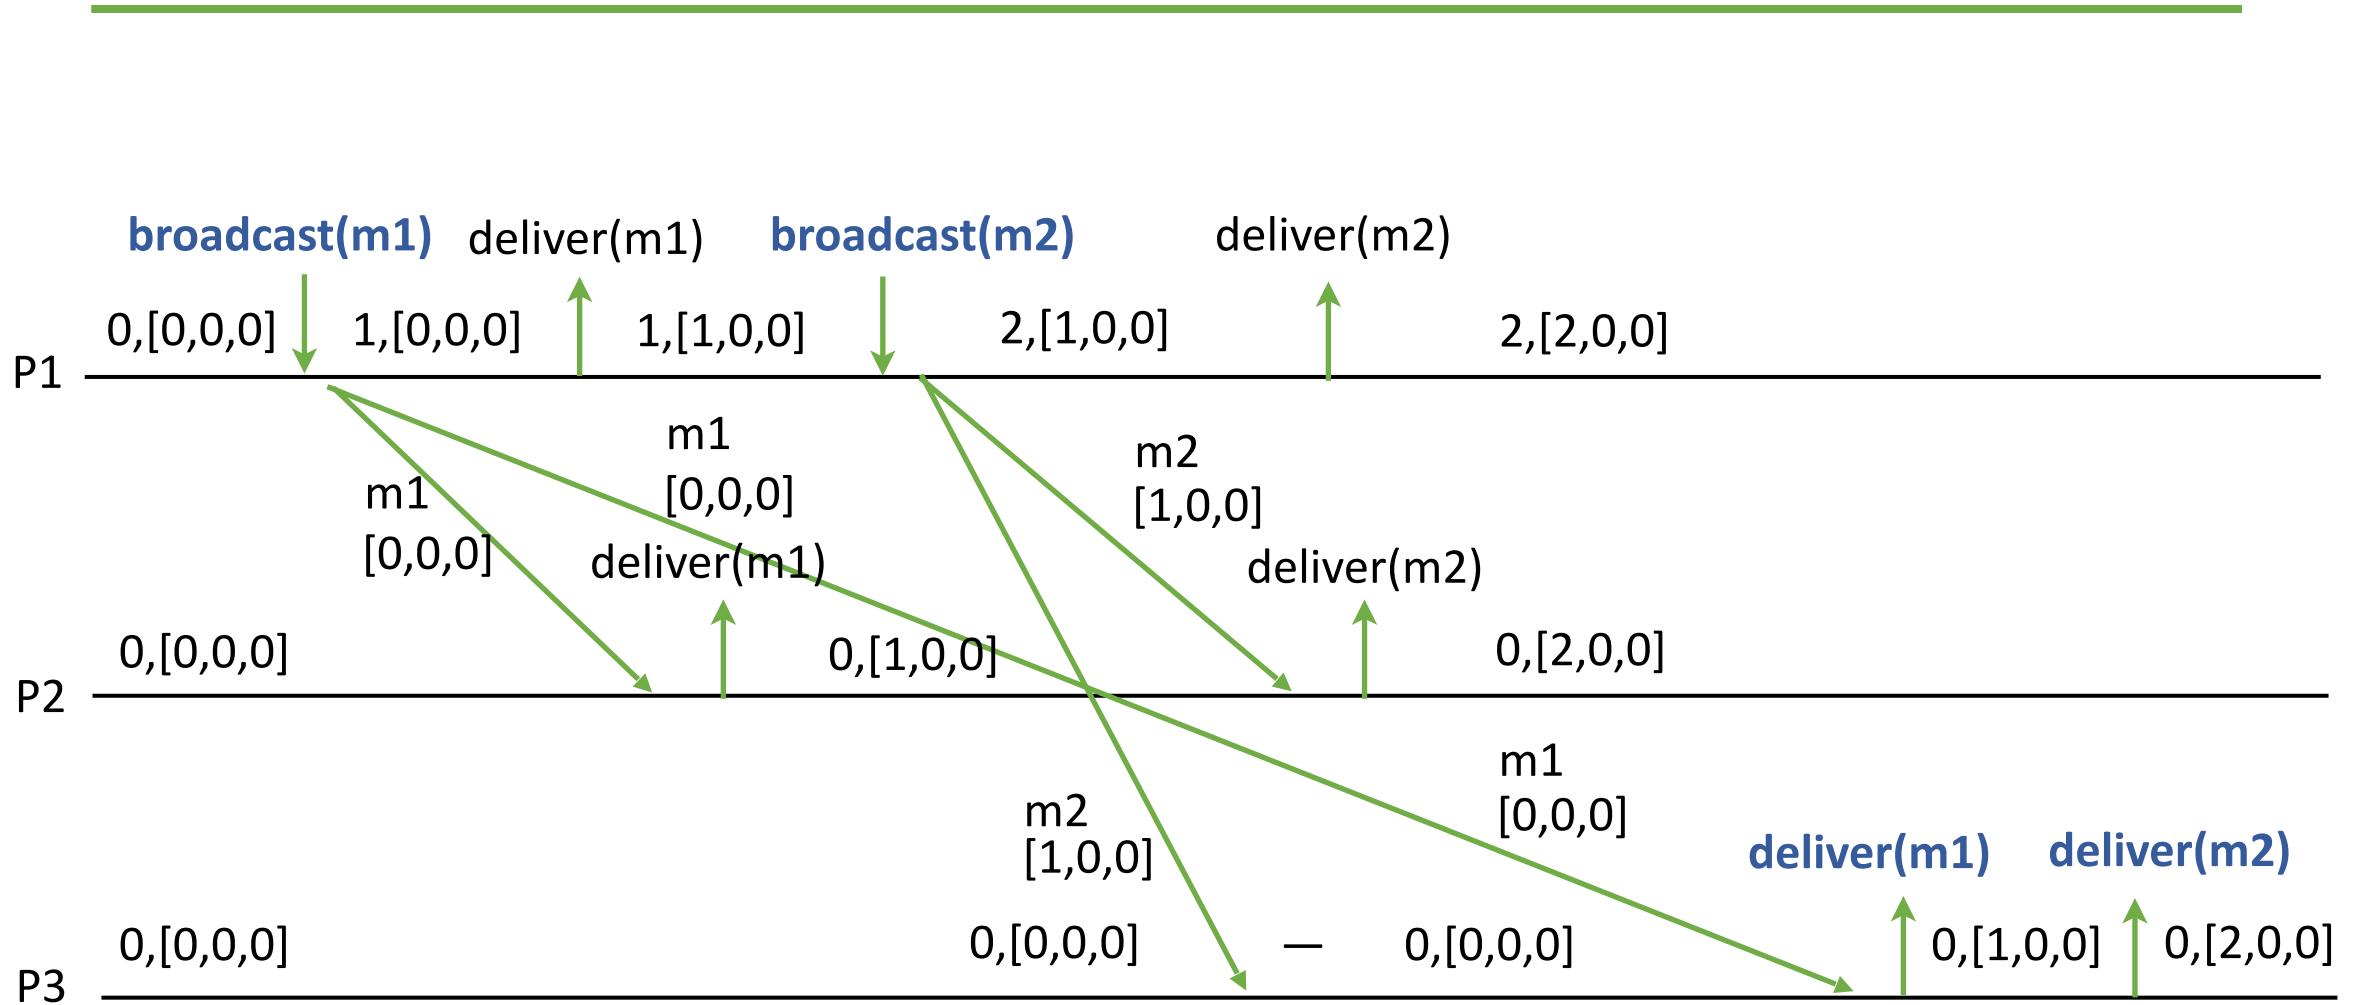 broadcast(m1) deliver(m1) broadcast(m2) deliver(m2)
0,[0,0,0] 1,[0,0,0] 1,[1,0,0] 2,[1,0,0] 2,[2,0,0]
P1
m1
[0,0,0]
m1
[0,0,0]
m2
[1,0,0]
deliver(m1) deliver(m2)
0,[0,0,0] 0,[1,0,0] 0,[2,0,0]
P2
m2
[1,0,0]
m1
[0,0,0]
deliver(m1) deliver(m2)
0,[0,0,0] 0,[0,0,0] — 0,[0,0,0] 0,[1,0,0] 0,[2,0,0]
P3